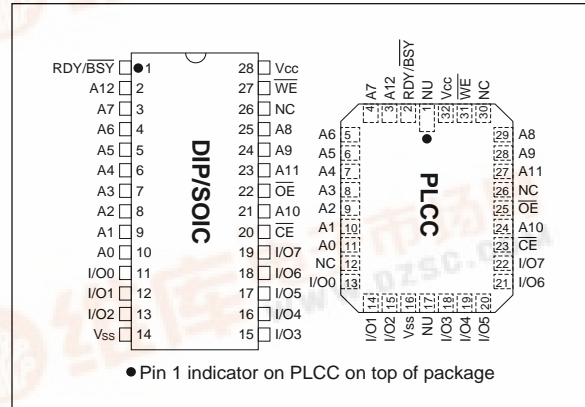 RDY/BSY 1 28 Vcc
A12 2 27 WE
A7 3 26 NC
A6 4 25 A8
A5 5 24 A9
A4 6 23 A11
A3 7 22 OE
A2 8 21 A10
A1 9 20 CE
A0 10 19 I/O7
I/O0 11 18 I/O6
I/O1 12 17 I/O5
I/O2 13 16 I/O4
Vss 14 15 I/O3
DIP/SOIC
A7 A12 RDY/BSY NU Vcc WE NC
4 3 2 1 32 31 30
A6 5 29 A8
A5 6 28 A9
A4 7 27 A11
A3 8 26 NC
A2 9 25 OE
A1 10 24 A10
A0 11 23 CE
NC 12 22 I/O7
I/O0 13 21 I/O6
14 15 16 17 18 19 20
I/O1 I/O2 Vss NU I/O3 I/O4 I/O5
PLCC
● Pin 1 indicator on PLCC on top of package